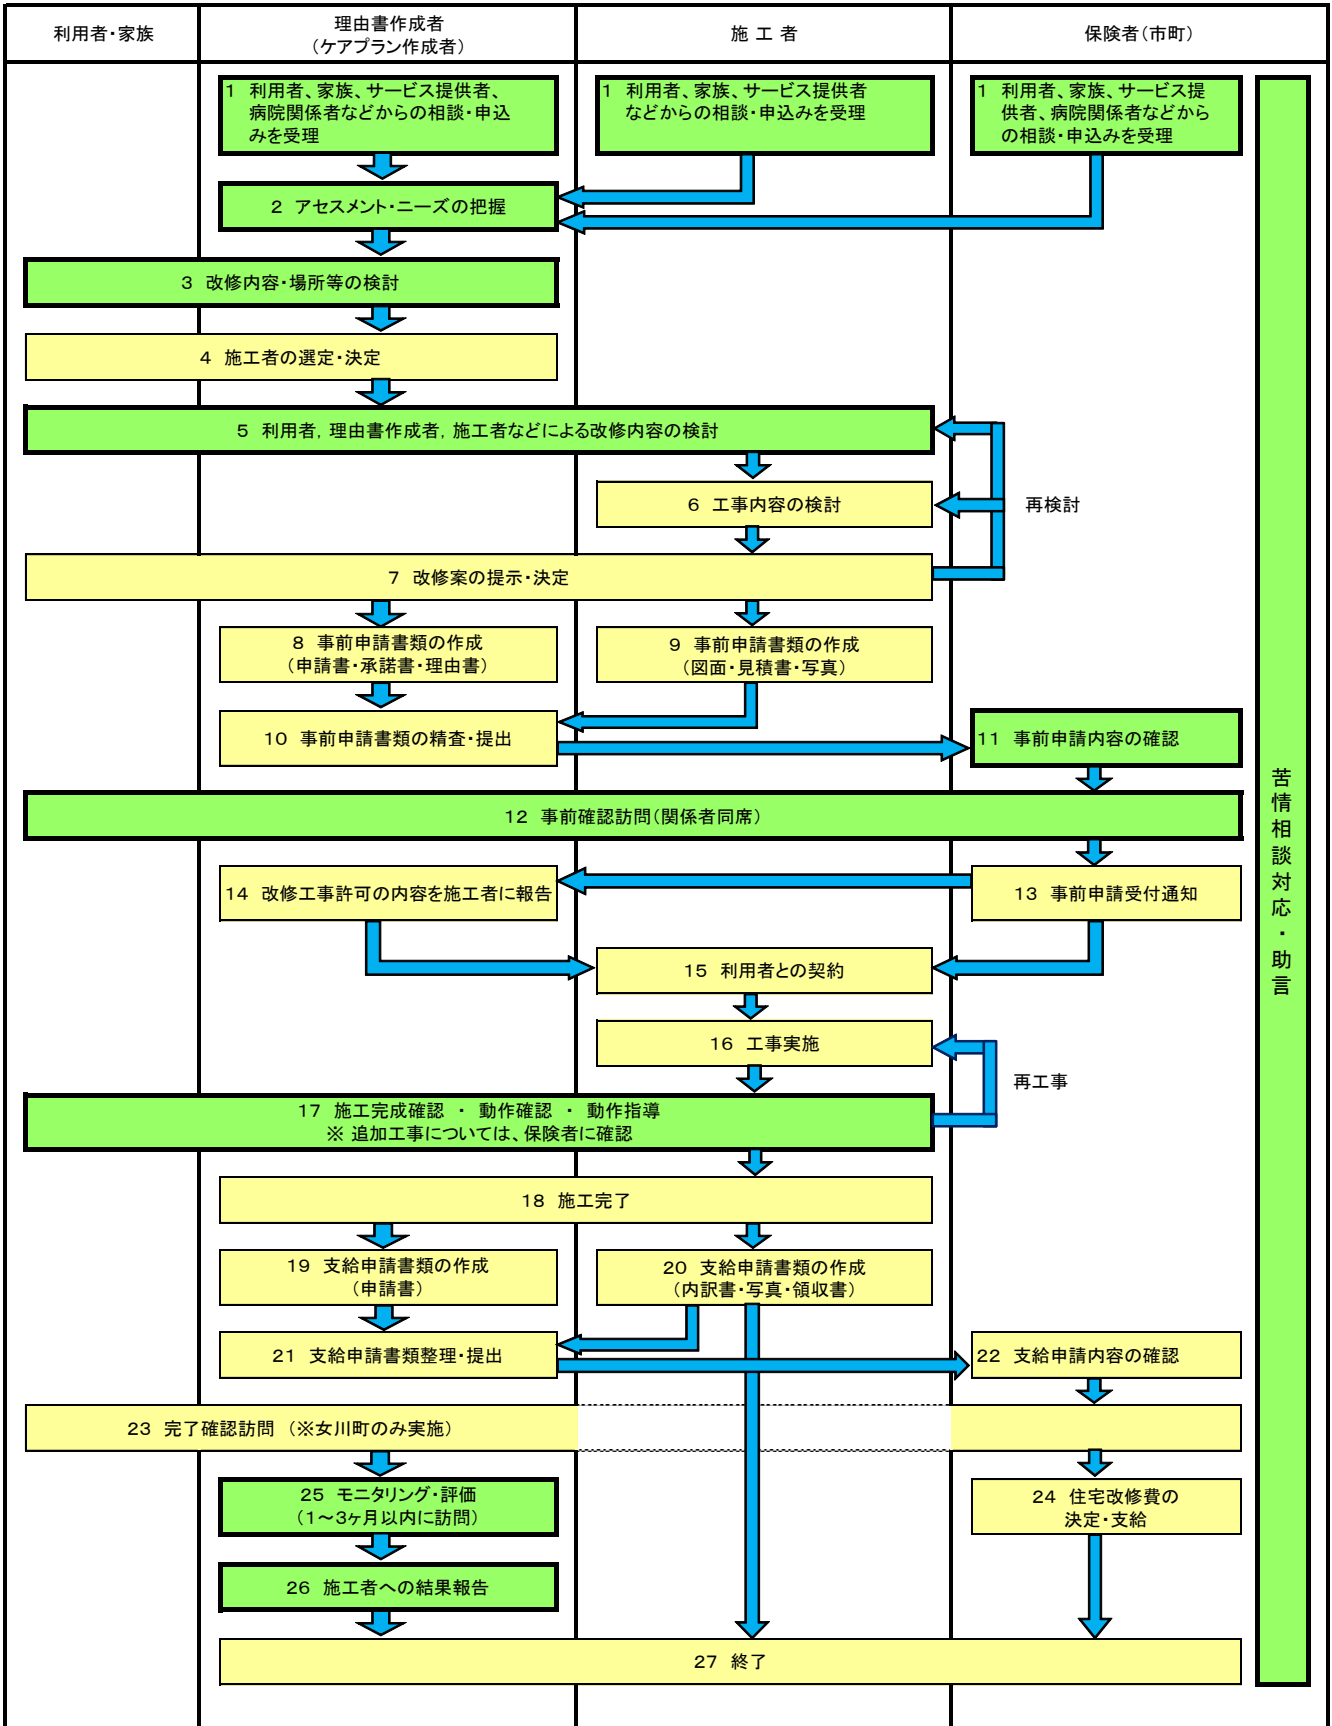 利用者・家族
理由書作成者
（ケアプラン作成者）
施 工 者
保険者（市町）
1 利用者、家族、サービス提供者、
病院関係者などからの相談・申込
みを受理
1 利用者、家族、サービス提供者
などからの相談・申込みを受理
1 利用者、家族、サービス提
供者、病院関係者などから
の相談・申込みを受理
2 アセスメント・ニーズの把握
3 改修内容・場所等の検討
4 施工者の選定・決定
5 利用者，理由書作成者，施工者などによる改修内容の検討
6 工事内容の検討
再検討
7 改修案の提示・決定
8 事前申請書類の作成
（申請書・承諾書・理由書）
9 事前申請書類の作成
（図面・見積書・写真）
10 事前申請書類の精査・提出
11 事前申請内容の確認
12 事前確認訪問（関係者同席）
14 改修工事許可の内容を施工者に報告
13 事前申請受付通知
15 利用者との契約
16 工事実施
再工事
17 施工完成確認 ・ 動作確認 ・ 動作指導
※ 追加工事については、保険者に確認
18 施工完了
19 支給申請書類の作成
（申請書）
20 支給申請書類の作成
（内訳書・写真・領収書）
21 支給申請書類整理・提出
22 支給申請内容の確認
23 完了確認訪問 （※女川町のみ実施）
25 モニタリング・評価
（1～3ヶ月以内に訪問）
24 住宅改修費の
決定・支給
26 施工者への結果報告
27 終了
苦情相談対応・助言